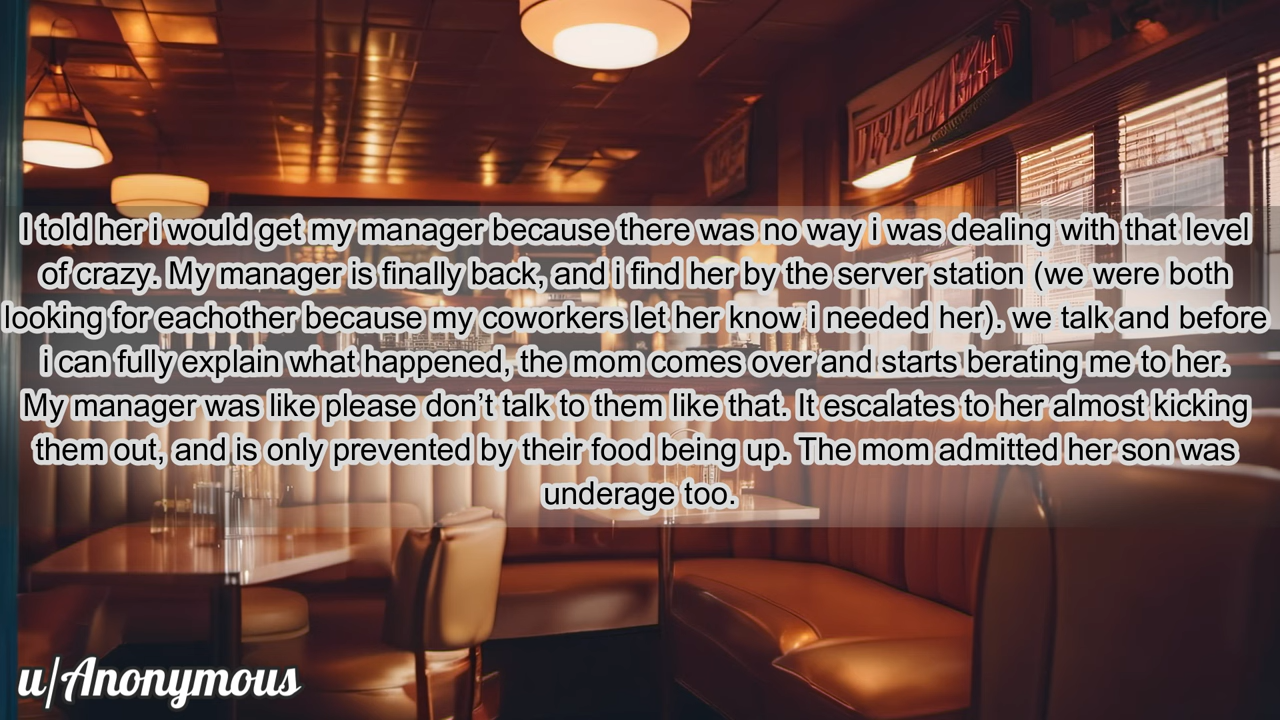 I told her i would get my manager because there was no way i was dealing with that level
of crazy. My manager is finally back, and i find her by the server station (we were both
looking for eachother because my coworkers let her know i needed her). we talk and before
i can fully explain what happened, the mom comes over and starts berating me to her.
My manager was like please don’t talk to them like that. It escalates to her almost kicking
them out, and is only prevented by their food being up. The mom admitted her son was
underage too.
u/Anonymous